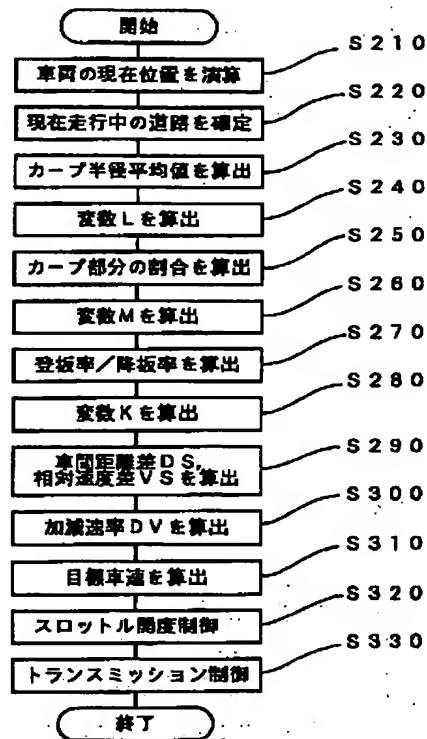 開始
車両の現在位置を演算 S210
現在走行中の道路を確定 S220
カーブ半径平均値を算出 S230
変数Lを算出 S240
カーブ部分の割合を算出 S250
変数Mを算出 S260
登坂率/降坂率を算出 S270
変数Kを算出 S280
車間距離差DS,
相対速度差VSを算出 S290
加減速率DVを算出 S300
目標車速を算出 S310
スロットル開度制御 S320
トランスミッション制御 S330
終了